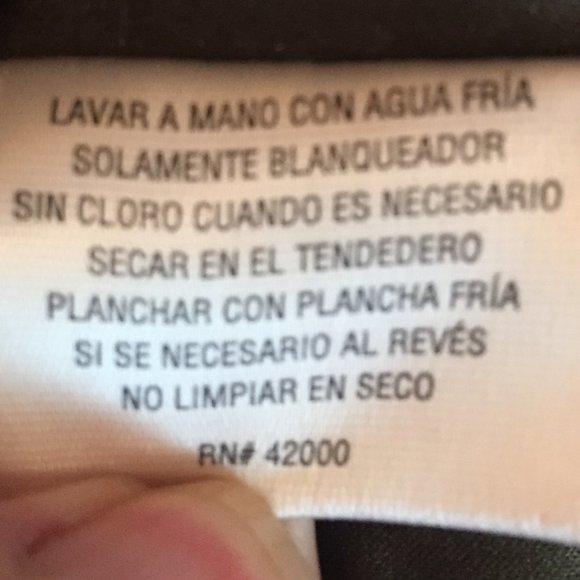 LAVAR A MANO CON AGUA FRÍA
SOLAMENTE BLANQUEADOR
SIN CLORO CUANDO ES NECESARIO
SECAR EN EL TENDEDERO
PLANCHAR CON PLANCHA FRÍA
SI SE NECESARIO AL REVÉS
NO LIMPIAR EN SECO
RN# 42000